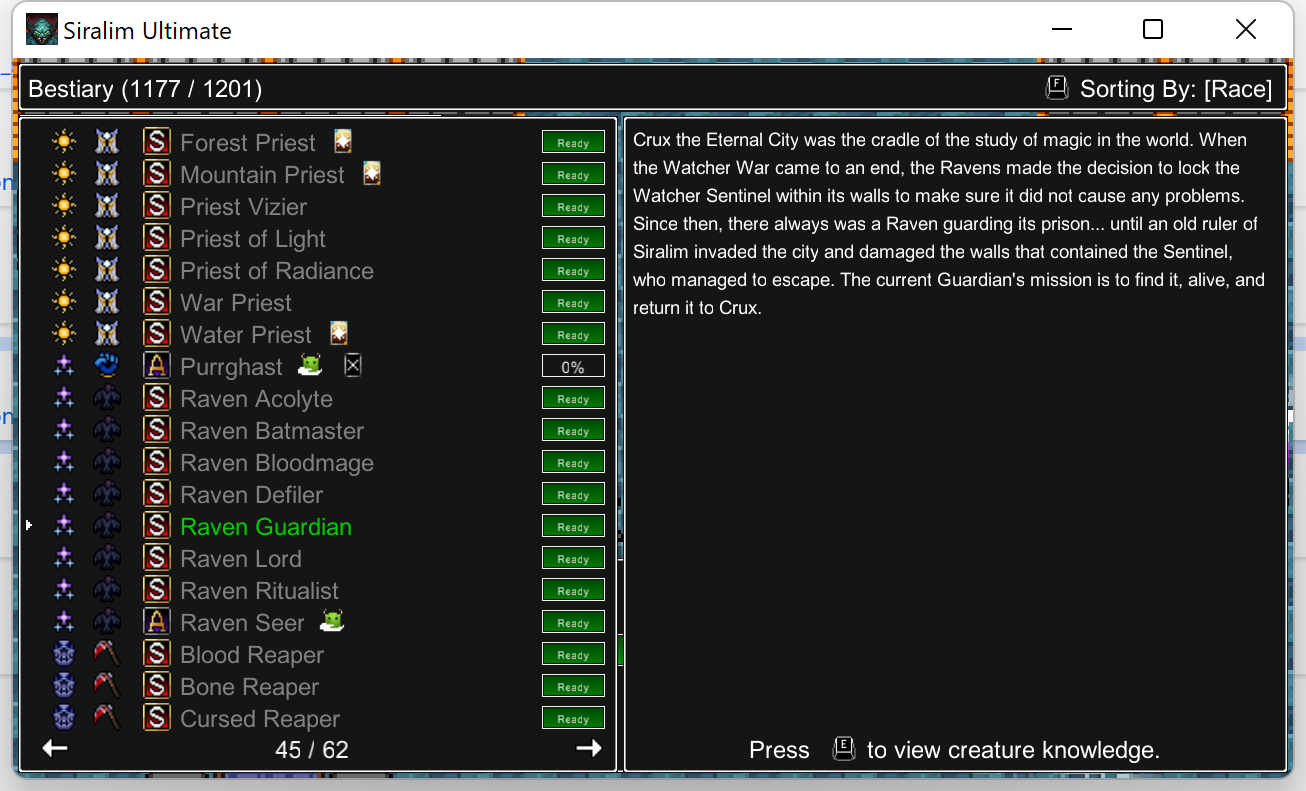 Siralim Ultimate
Bestiary (1177 / 1201)
F Sorting By: [Race]
S Forest Priest Ready
S Mountain Priest Ready
S Priest Vizier Ready
S Priest of Light Ready
S Priest of Radiance Ready
S War Priest Ready
S Water Priest Ready
A Purrghast 0%
S Raven Acolyte Ready
S Raven Batmaster Ready
S Raven Bloodmage Ready
S Raven Defiler Ready
S Raven Guardian Ready
S Raven Lord Ready
S Raven Ritualist Ready
A Raven Seer Ready
S Blood Reaper Ready
S Bone Reaper Ready
S Cursed Reaper Ready
45 / 62
Crux the Eternal City was the cradle of the study of magic in the world. When
the Watcher War came to an end, the Ravens made the decision to lock the
Watcher Sentinel within its walls to make sure it did not cause any problems.
Since then, there always was a Raven guarding its prison... until an old ruler of
Siralim invaded the city and damaged the walls that contained the Sentinel,
who managed to escape. The current Guardian's mission is to find it, alive, and
return it to Crux.
Press E to view creature knowledge.